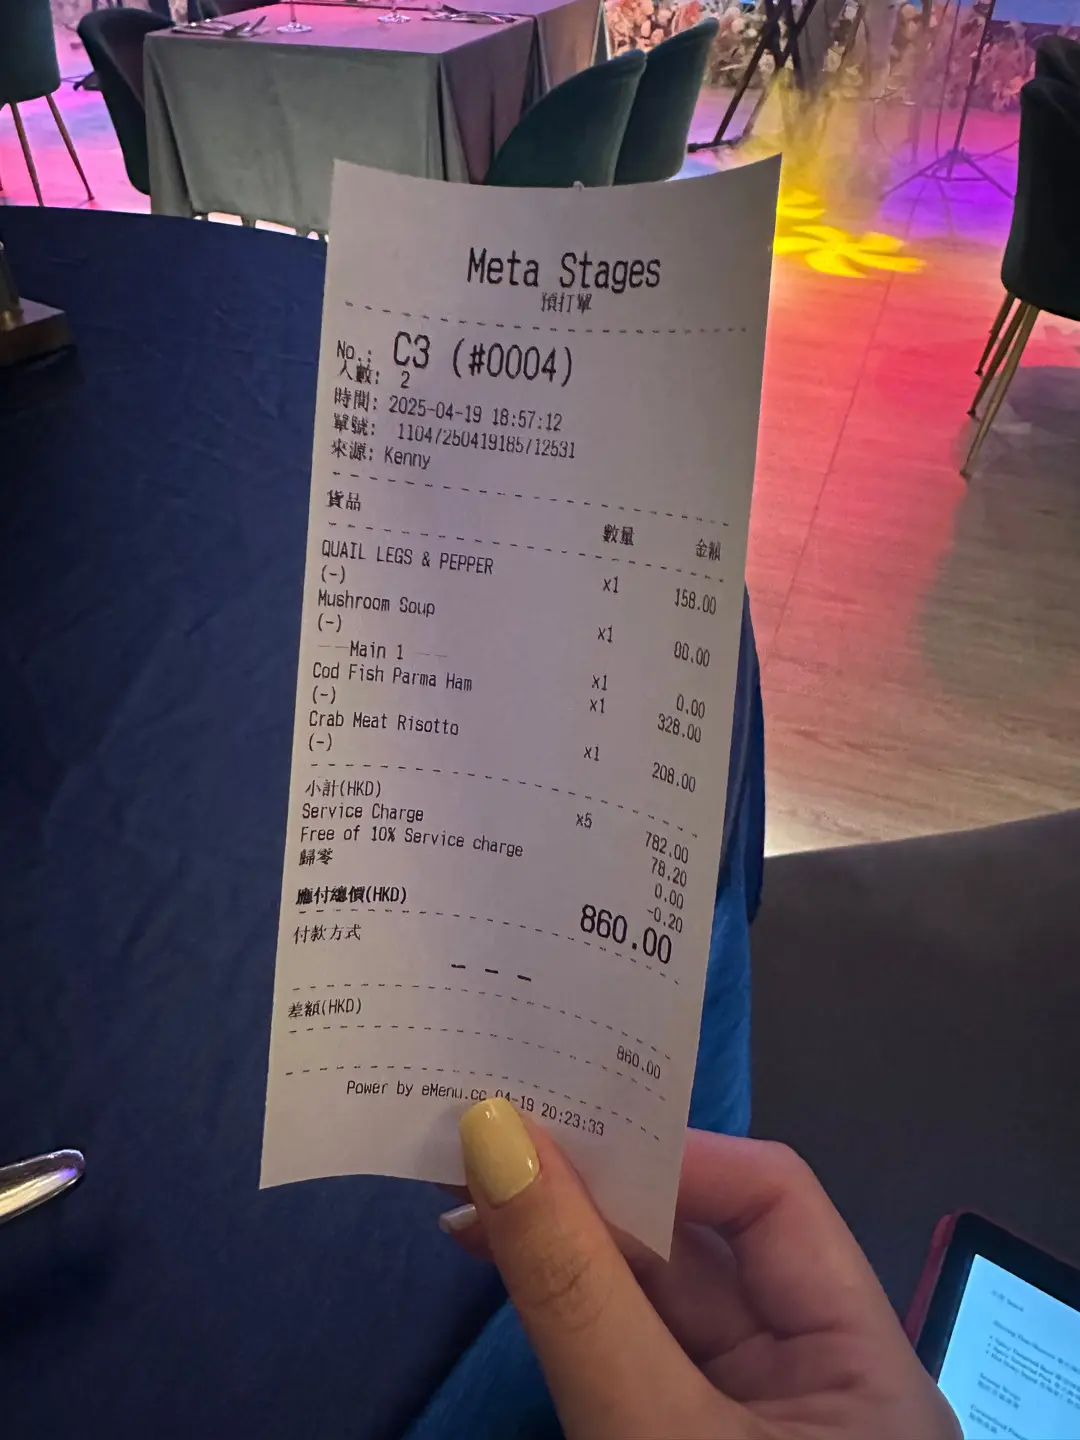 Meta Stages
預打單
No.: C3 (#0004)
人數: 2
時間: 2025-04-19 18:57:12
單號: 11047250419185712531
來源: Kenny
貨品 數量 金額
QUAIL LEGS & PEPPER x1 158.00
(-)
Mushroom Soup x1 88.00
(-)
Main 1 x1 0.00
Cod Fish Parma Ham x1 328.00
(-)
Crab Meat Risotto x1 208.00
(-)
小計(HKD) x5 782.00
Service Charge 78.20
Free of 10% Service charge 0.00
歸零 -0.20
應付總價(HKD) 860.00
付款方式
- - -
差額(HKD) 860.00
Power by eMenu.cc 04-19 20:23:33